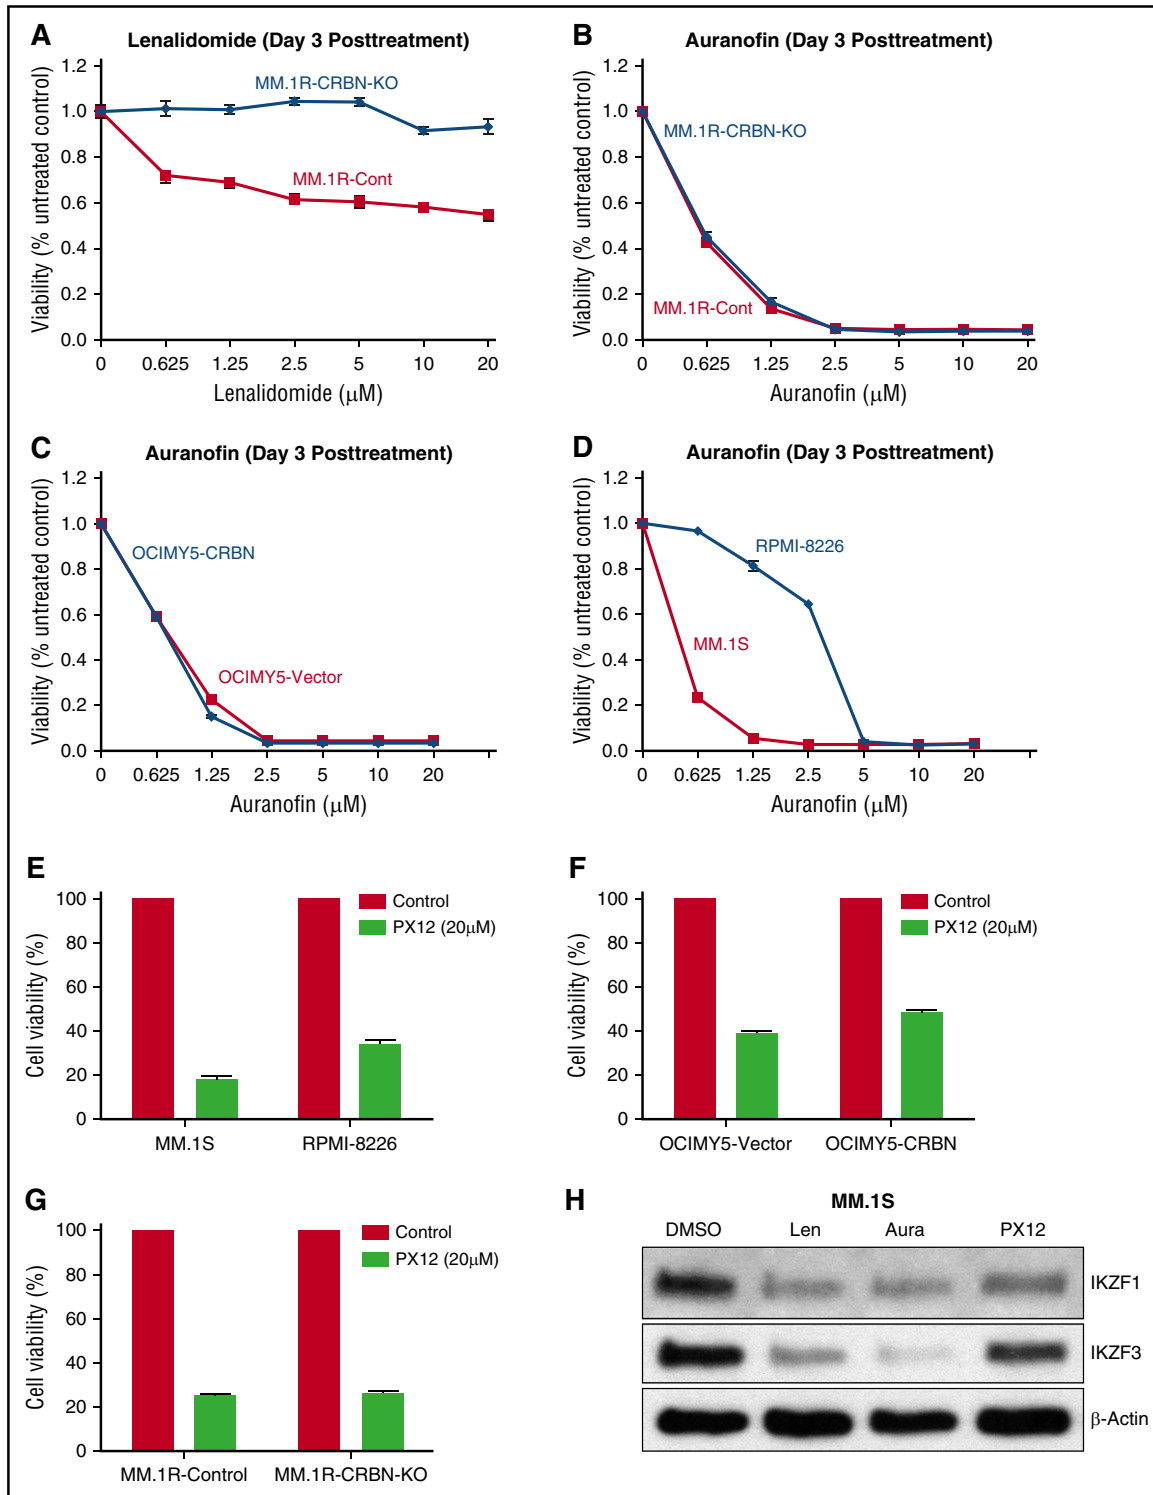 A
Lenalidomide (Day 3 Posttreatment)
Viability (% untreated control)
1.2
1.0
0.8
0.6
0.4
0.2
0.0
MM.1R-CRBN-KO
MM.1R-Cont
0 0.625 1.25 2.5 5 10 20
Lenalidomide (μM)
B
Auranofin (Day 3 Posttreatment)
Viability (% untreated control)
1.2
1.0
0.8
0.6
0.4
0.2
0.0
MM.1R-CRBN-KO
MM.1R-Cont
0 0.625 1.25 2.5 5 10 20
Auranofin (μM)
C
Auranofin (Day 3 Posttreatment)
Viability (% untreated control)
1.2
1.0
0.8
0.6
0.4
0.2
0.0
OCIMY5-CRBN
OCIMY5-Vector
0 0.625 1.25 2.5 5 10 20
Auranofin (μM)
D
Auranofin (Day 3 Posttreatment)
Viability (% untreated control)
1.2
1.0
0.8
0.6
0.4
0.2
0.0
RPMI-8226
MM.1S
0 0.625 1.25 2.5 5 10 20
Auranofin (μM)
E
Cell viability (%)
100
80
60
40
20
0
Control
PX12 (20μM)
MM.1S RPMI-8226
F
Cell viability (%)
100
80
60
40
20
0
Control
PX12 (20μM)
OCIMY5-Vector OCIMY5-CRBN
G
Cell viability (%)
100
80
60
40
20
0
Control
PX12 (20μM)
MM.1R-Control MM.1R-CRBN-KO
H
MM.1S
DMSO Len Aura PX12
IKZF1
IKZF3
β-Actin